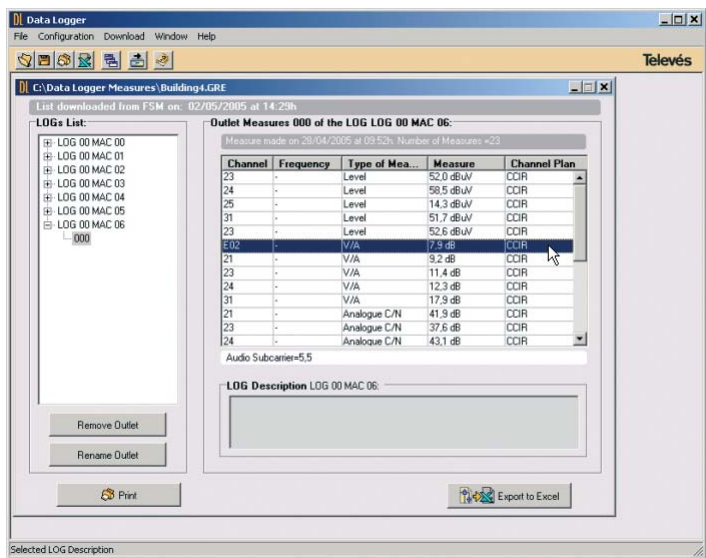 Data Logger
File Configuration Download Window Help
Televés
C:\Data Logger Measures\Building4.GRE
List downloaded from FSM on: 02/05/2005 at 14:29h
LOGs List:
LOG 00 MAC 00
LOG 00 MAC 01
LOG 00 MAC 02
LOG 00 MAC 03
LOG 00 MAC 04
LOG 00 MAC 05
LOG 00 MAC 06
000
Remove Outlet
Rename Outlet
Print
Outlet Measures 000 of the LOG LOG 00 MAC 06:
Measure made on 28/04/2005 at 09:52h. Number of Measures =23
Channel Frequency Type of Mea... Measure Channel Plan
23 - Level 52,0 dBuV CCIR
24 - Level 58,5 dBuV CCIR
25 - Level 14,3 dBuV CCIR
31 - Level 51,7 dBuV CCIR
23 - Level 52,6 dBuV CCIR
E02 - V/A 7,9 dB CCIR
21 - V/A 9,2 dB CCIR
23 - V/A 11,4 dB CCIR
24 - V/A 12,3 dB CCIR
31 - V/A 17,9 dB CCIR
21 - Analogue C/N 41,9 dB CCIR
23 - Analogue C/N 37,6 dB CCIR
24 - Analogue C/N 43,1 dB CCIR
Audio Subcarrier=5,5
LOG Description LOG 00 MAC 06:
Export to Excel
Selected LOG Description